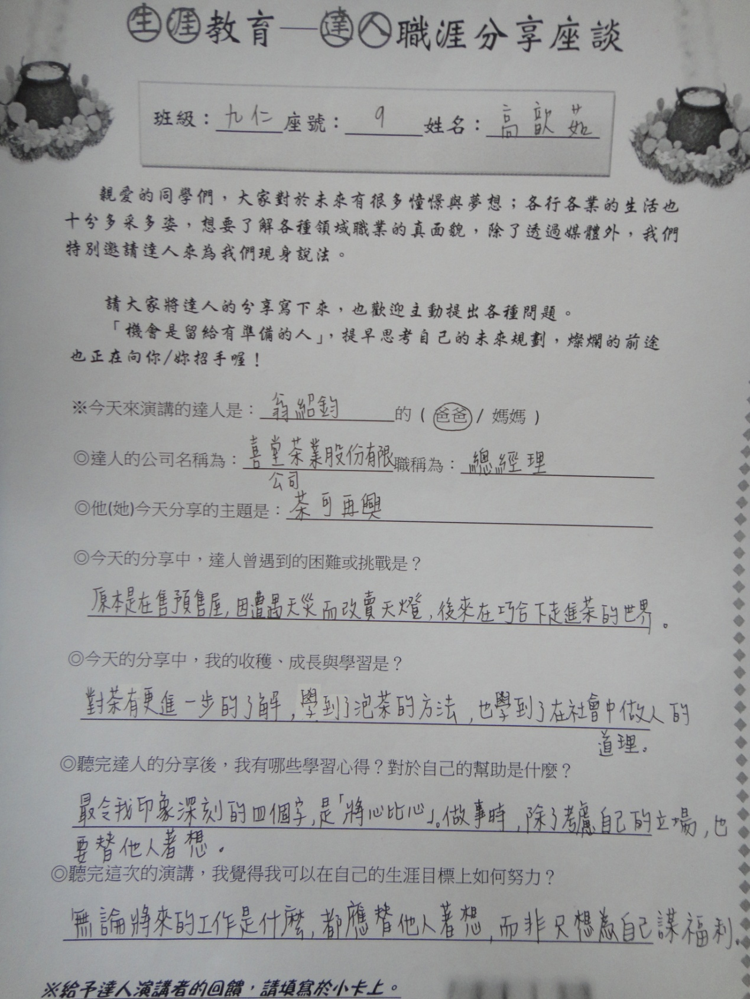 生涯教育—達人職涯分享座談
班級：九仁座號：9姓名：高歆茹
親愛的同學們，大家對於未來有很多憧憬與夢想；各行各業的生活也
十分多采多姿，想要了解各種領域職業的真面貌，除了透過媒體外，我們
特別邀請達人來為我們現身說法。
請大家將達人的分享寫下來，也歡迎主動提出各種問題。
「機會是留給有準備的人」，提早思考自己的未來規劃，燦爛的前途
也正在向你/妳招手喔！
※今天來演講的達人是：翁紹鈞的（爸爸/媽媽）
◎達人的公司名稱為：喜堂茶業股份有限職稱為：總經理
公司
◎他(她)今天分享的主題是：茶可再興
◎今天的分享中，達人曾遇到的困難或挑戰是？
原本是在售預售屋,因遭遇天災而改賣天燈,後來在巧合下走進茶的世界。
◎今天的分享中，我的收穫、成長與學習是？
對茶有更進一步的了解,學到了泡茶的方法,也學到了在社會中做人的
道理。
◎聽完達人的分享後，我有哪些學習心得？對於自己的幫助是什麼？
最令我印象深刻的四個字,是「將心比心」。做事時,除了考慮自己的立場,也
要替他人著想。
◎聽完這次的演講，我覺得我可以在自己的生涯目標上如何努力？
無論將來的工作是什麼,都應替他人著想,而非只想為自己謀福利。
※給予達人演講者的回饋，請填寫於小卡上。